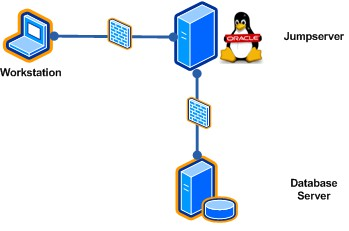 Jumpserver
ORACLE
Workstation
Database
Server